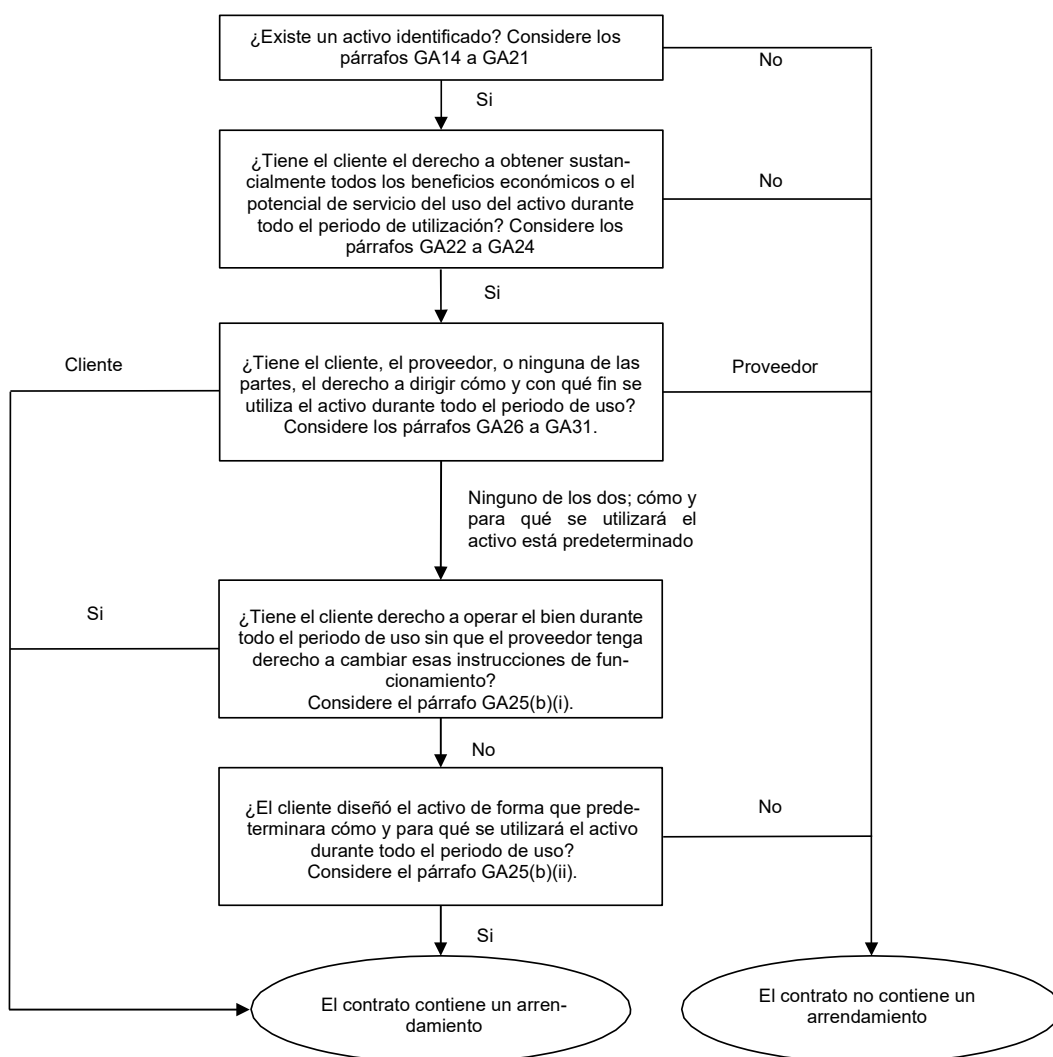 ¿Existe un activo identificado? Considere los
párrafos GA14 a GA21
No
Si
¿Tiene el cliente el derecho a obtener sustan-
cialmente todos los beneficios económicos o el
potencial de servicio del uso del activo durante
todo el periodo de utilización? Considere los
párrafos GA22 a GA24
No
Si
Cliente
¿Tiene el cliente, el proveedor, o ninguna de las
partes, el derecho a dirigir cómo y con qué fin se
utiliza el activo durante todo el periodo de uso?
Considere los párrafos GA26 a GA31.
Proveedor
Ninguno de los dos; cómo y
para qué se utilizará el
activo está predeterminado
Si
¿Tiene el cliente derecho a operar el bien durante
todo el periodo de uso sin que el proveedor tenga
derecho a cambiar esas instrucciones de fun-
cionamiento?
Considere el párrafo GA25(b)(i).
No
¿El cliente diseñó el activo de forma que prede-
terminara cómo y para qué se utilizará el activo
durante todo el periodo de uso?
Considere el párrafo GA25(b)(ii).
No
Si
El contrato contiene un arren-
damiento
El contrato no contiene un
arrendamiento